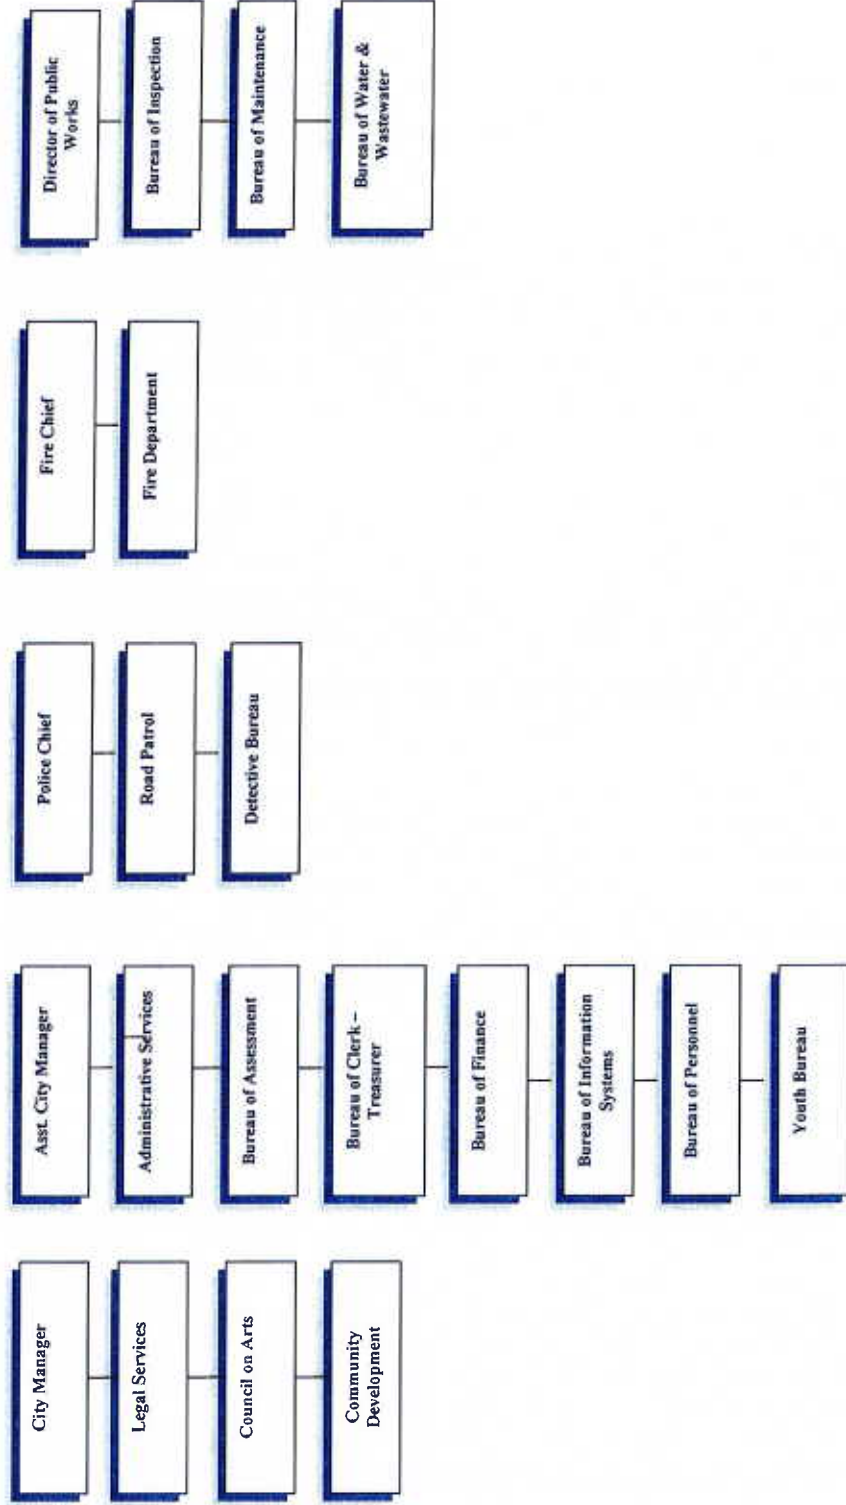 City Manager
Legal Services
Council on Arts
Community
Development
Asst. City Manager
Administrative Services
Bureau of Assessment
Bureau of Clerk –
Treasurer
Bureau of Finance
Bureau of Information
Systems
Bureau of Personnel
Youth Bureau
Police Chief
Road Patrol
Detective Bureau
Fire Chief
Fire Department
Director of Public
Works
Bureau of Inspection
Bureau of Maintenance
Bureau of Water &
Wastewater